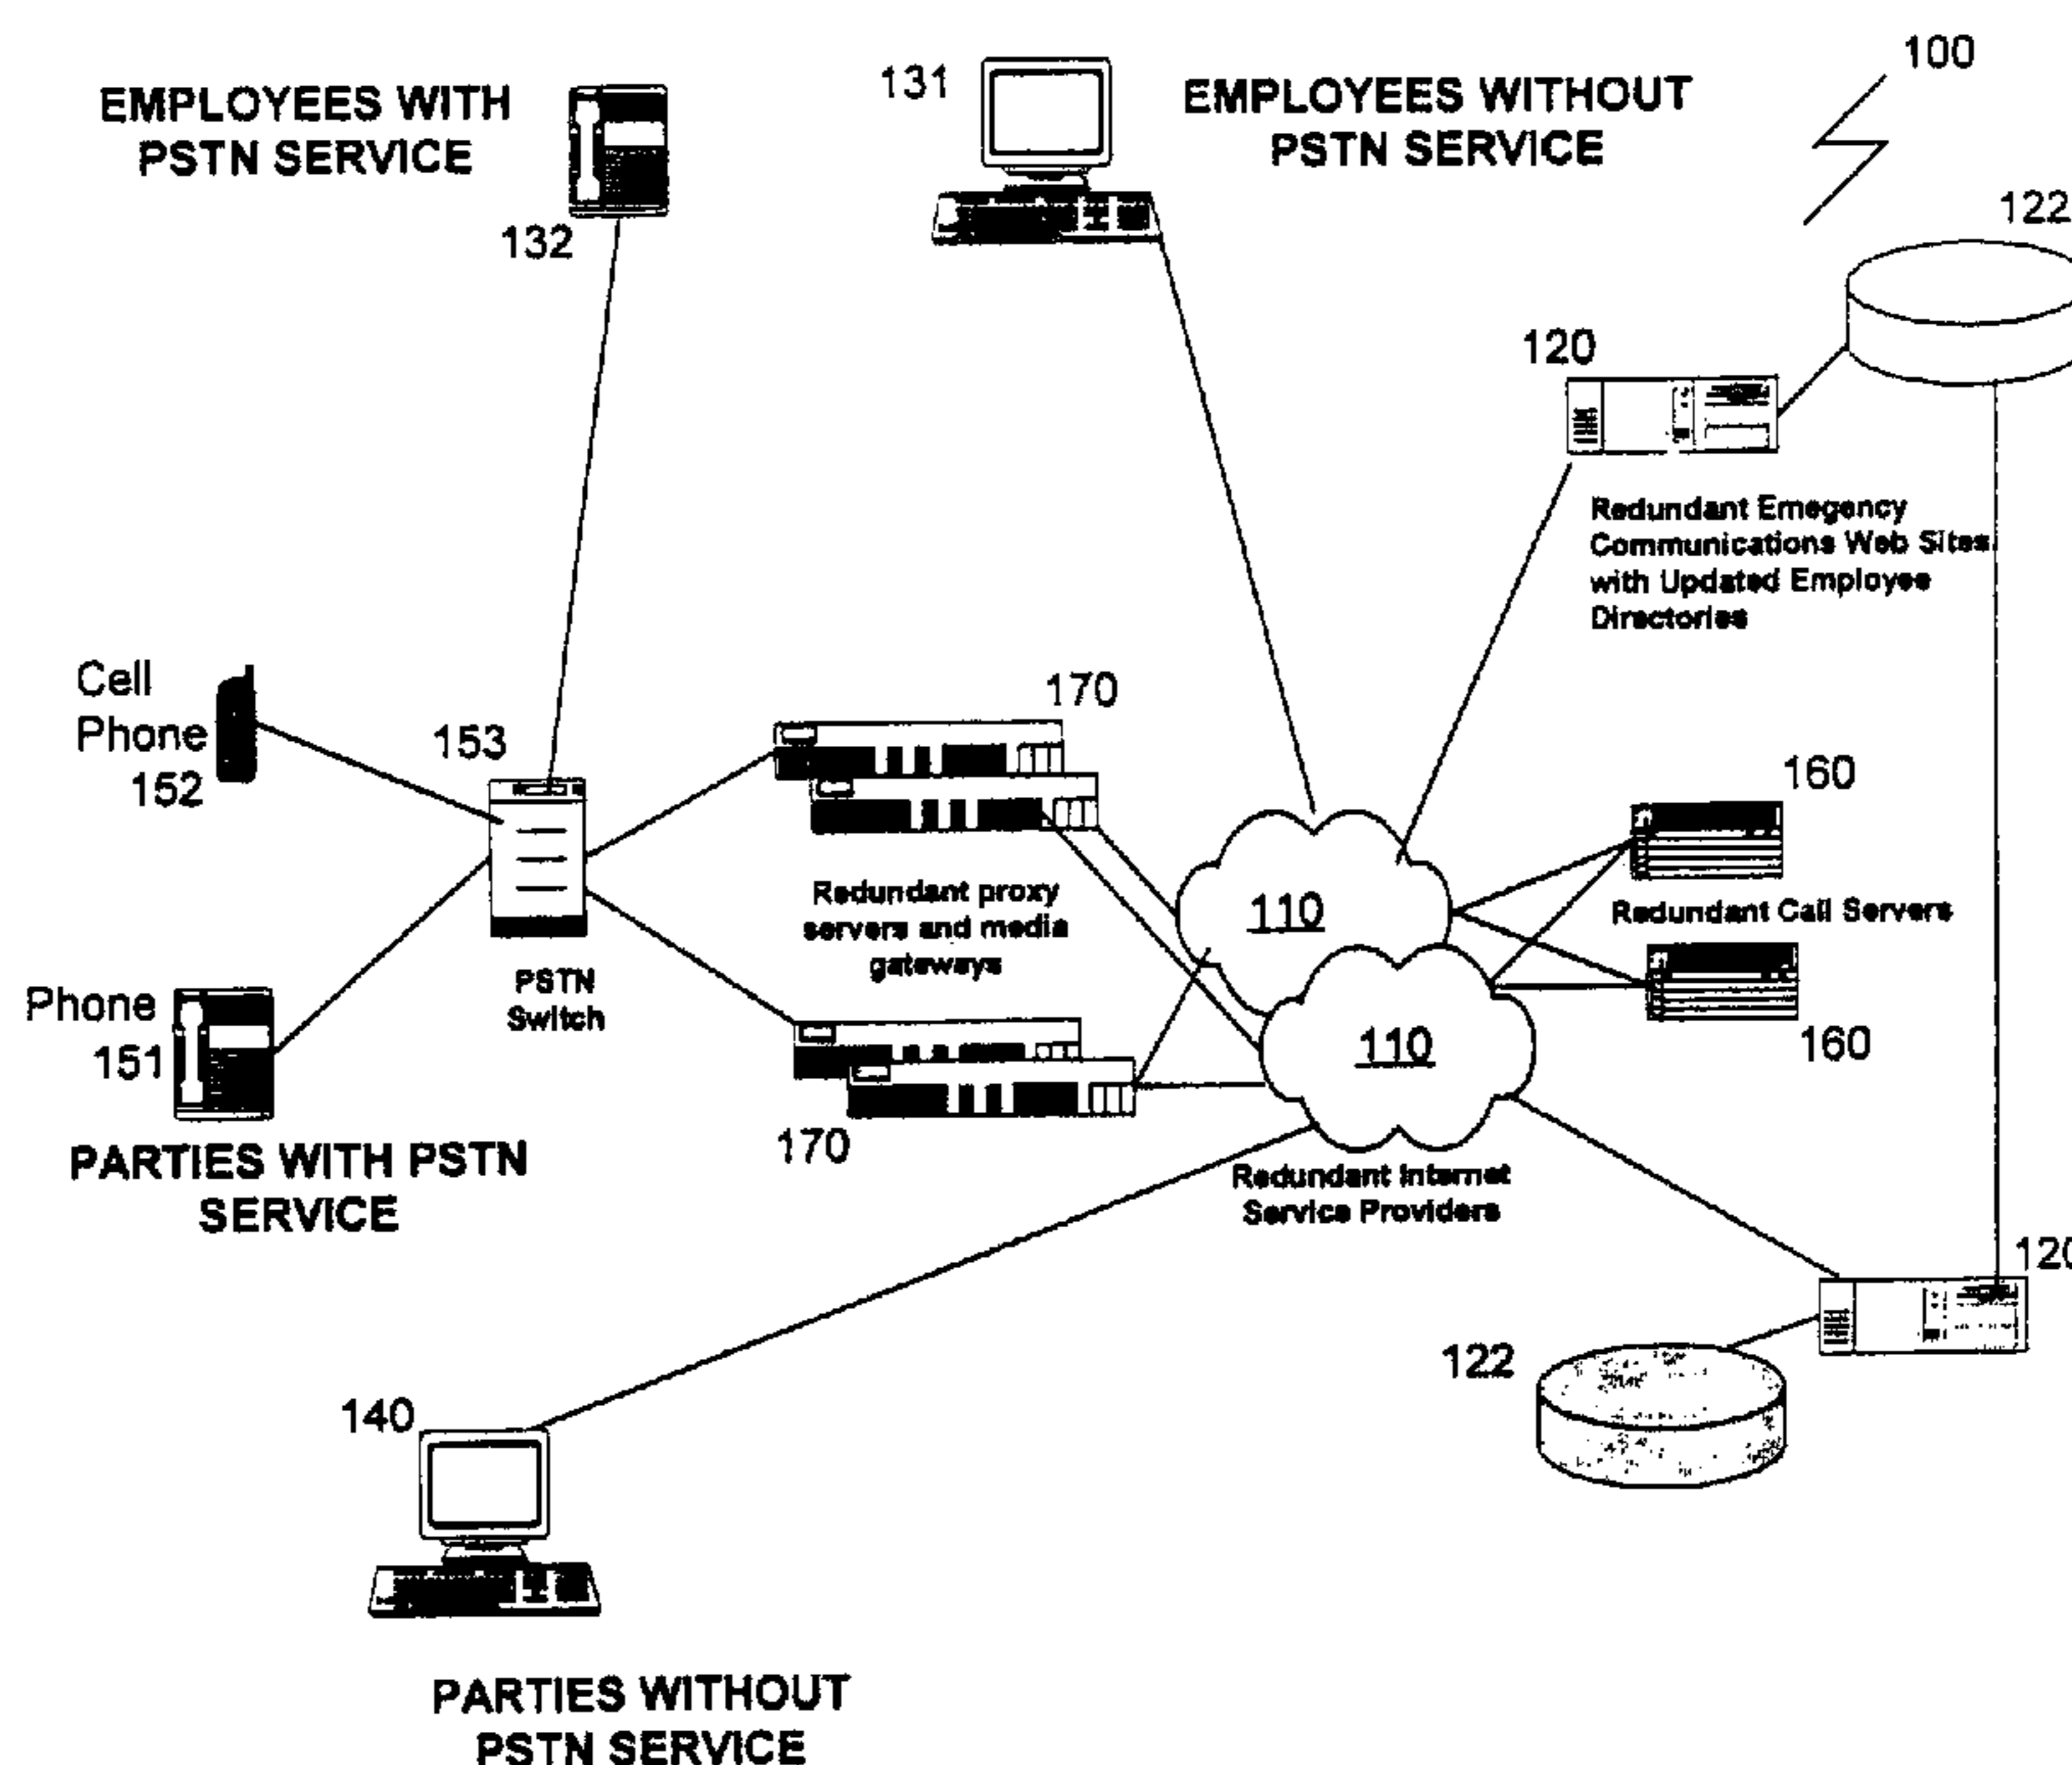 100
EMPLOYEES WITH
PSTN SERVICE
132
131
EMPLOYEES WITHOUT
PSTN SERVICE
122
120
Redundant Emegency
Communications Web Sites
with Updated Employee
Directories
Cell
Phone
152
153
170
160
Redundant proxy
servers and media
gateways
110
Redundant Call Servers
PSTN
Switch
Phone
151
110
160
PARTIES WITH PSTN
SERVICE
170
Redundant Internet
Service Providers
120
122
140
PARTIES WITHOUT
PSTN SERVICE